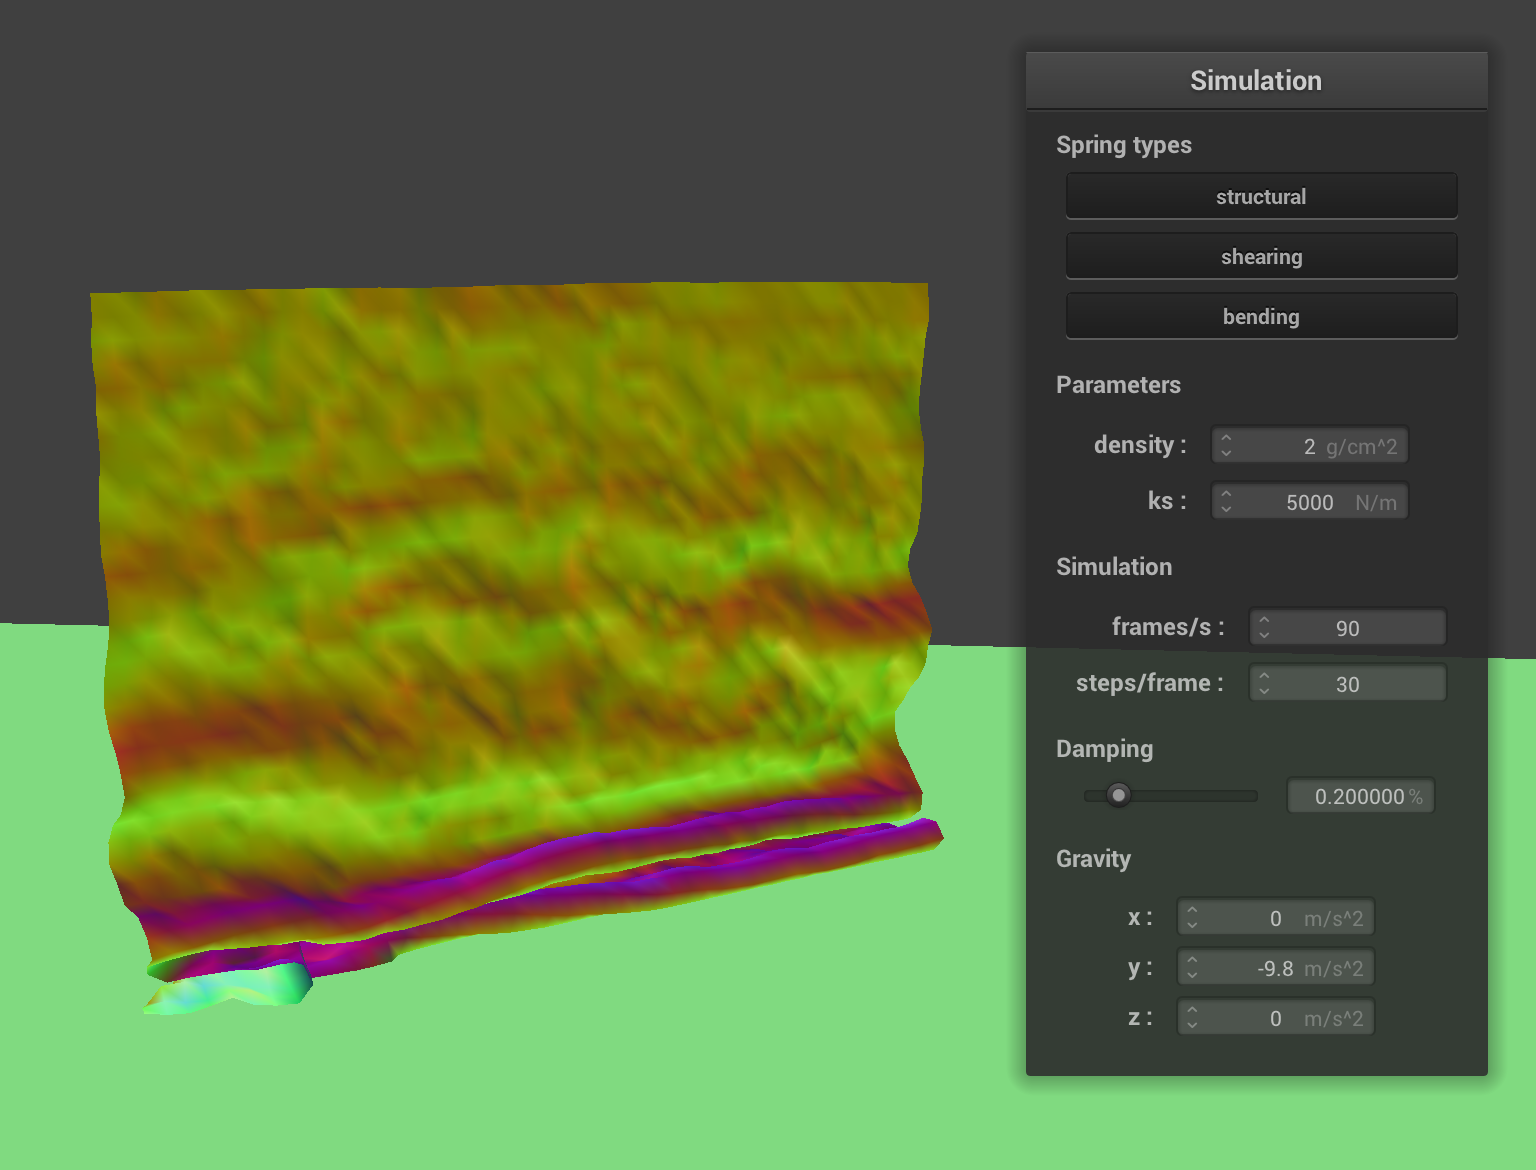 Simulation
Spring types
structural
shearing
bending
Parameters
density : 2 g/cm^2
ks : 5000 N/m
Simulation
frames/s : 90
steps/frame : 30
Damping
0.200000 %
Gravity
x : 0 m/s^2
y : -9.8 m/s^2
z : 0 m/s^2